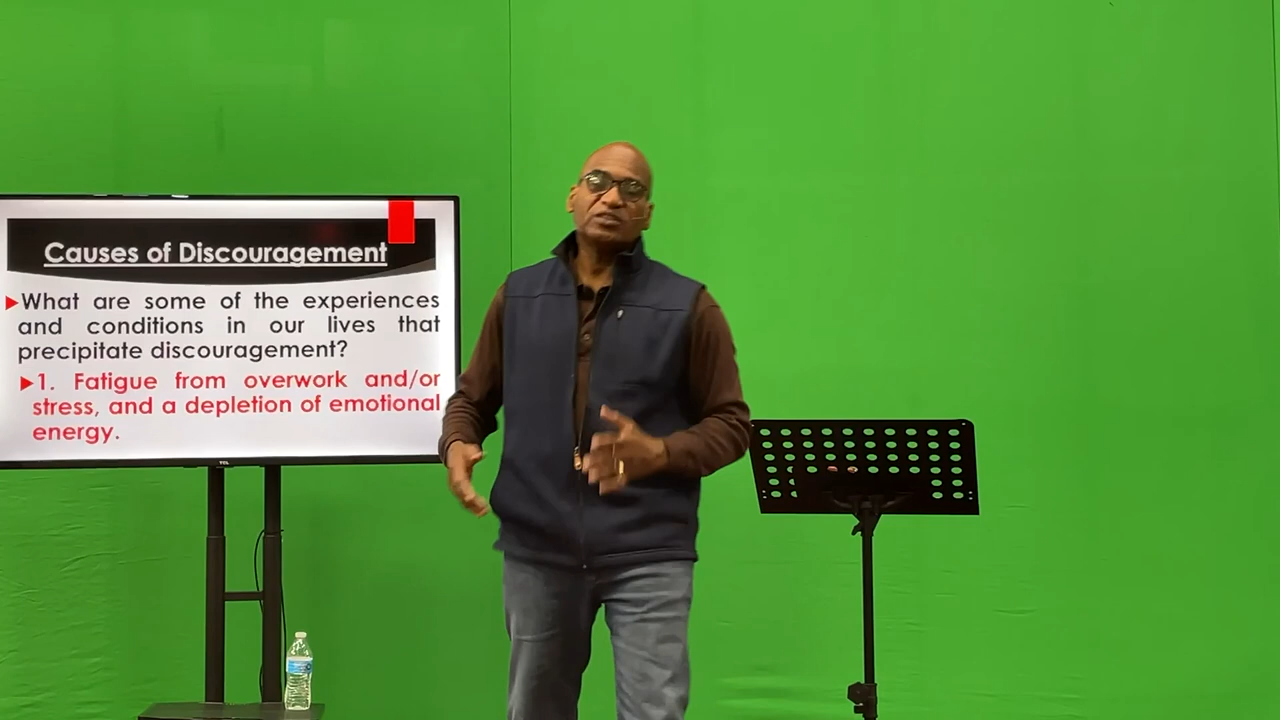 Causes of Discouragement
▶What are some of the experiences
and conditions in our lives that
precipitate discouragement?
▶1. Fatigue from overwork and/or
stress, and a depletion of emotional
energy.
TCL